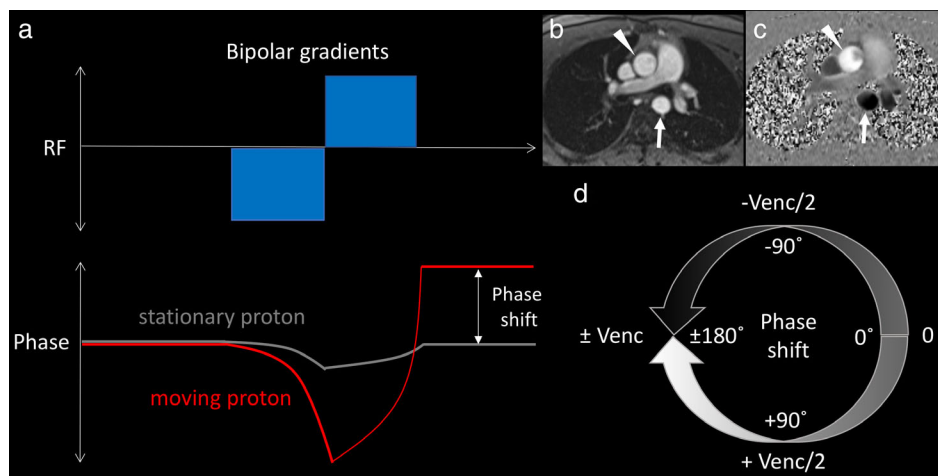 a
Bipolar gradients
RF
Phase
stationary proton
moving proton
Phase
shift
b
c
d
-Venc/2
-90˚
± Venc
±180˚
Phase
shift
0˚
0
+90˚
+ Venc/2